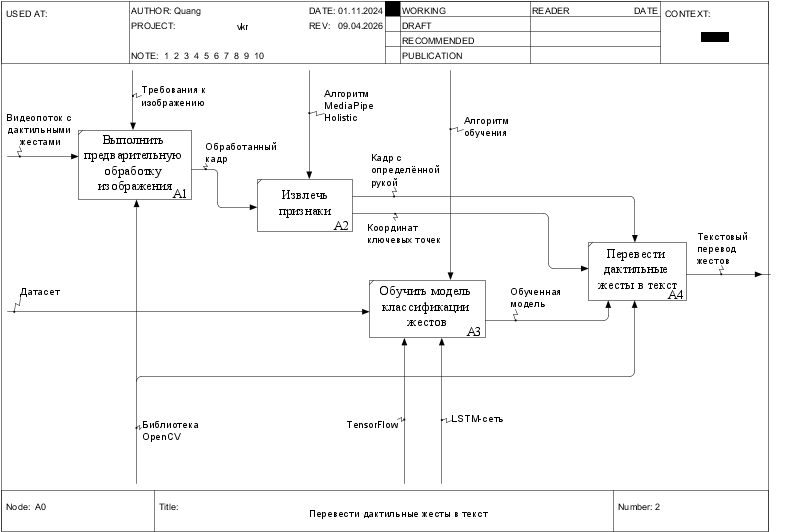 USED AT:
AUTHOR: Quang
DATE: 01.11.2024
WORKING
READER
DATE
CONTEXT:
PROJECT: vkr
REV: 09.04.2026
DRAFT
RECOMMENDED
NOTE: 1 2 3 4 5 6 7 8 9 10
PUBLICATION
Требования к
изображению
Алгоритм
MediaPipe
Holistic
Алгоритм
обучения
Видеопоток с
дактильными
жестами
Выполнить
предварительную
обработку
изображения
A1
Обработанный
кадр
Извлечь
признаки
A2
Кадр с
определённой
рукой
Координат
ключевых точек
Перевести
дактильные
жесты в текст
A4
Текстовый
перевод
жестов
Датасет
Обучить модель
классификации
жестов
A3
Обученная
модель
Библиотека
OpenCV
TensorFlow
LSTM-сеть
Node: A0
Title:
Перевести дактильные жесты в текст
Number: 2